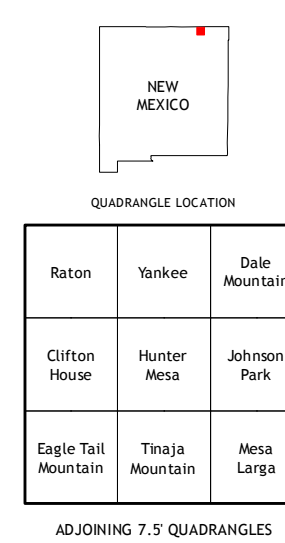 NEW
MEXICO
QUADRANGLE LOCATION
Raton
Yankee
Dale
Mountain
Clifton
House
Hunter
Mesa
Johnson
Park
Eagle Tail
Mountain
Tinaja
Mountain
Mesa
Larga
ADJOINING 7.5' QUADRANGLES